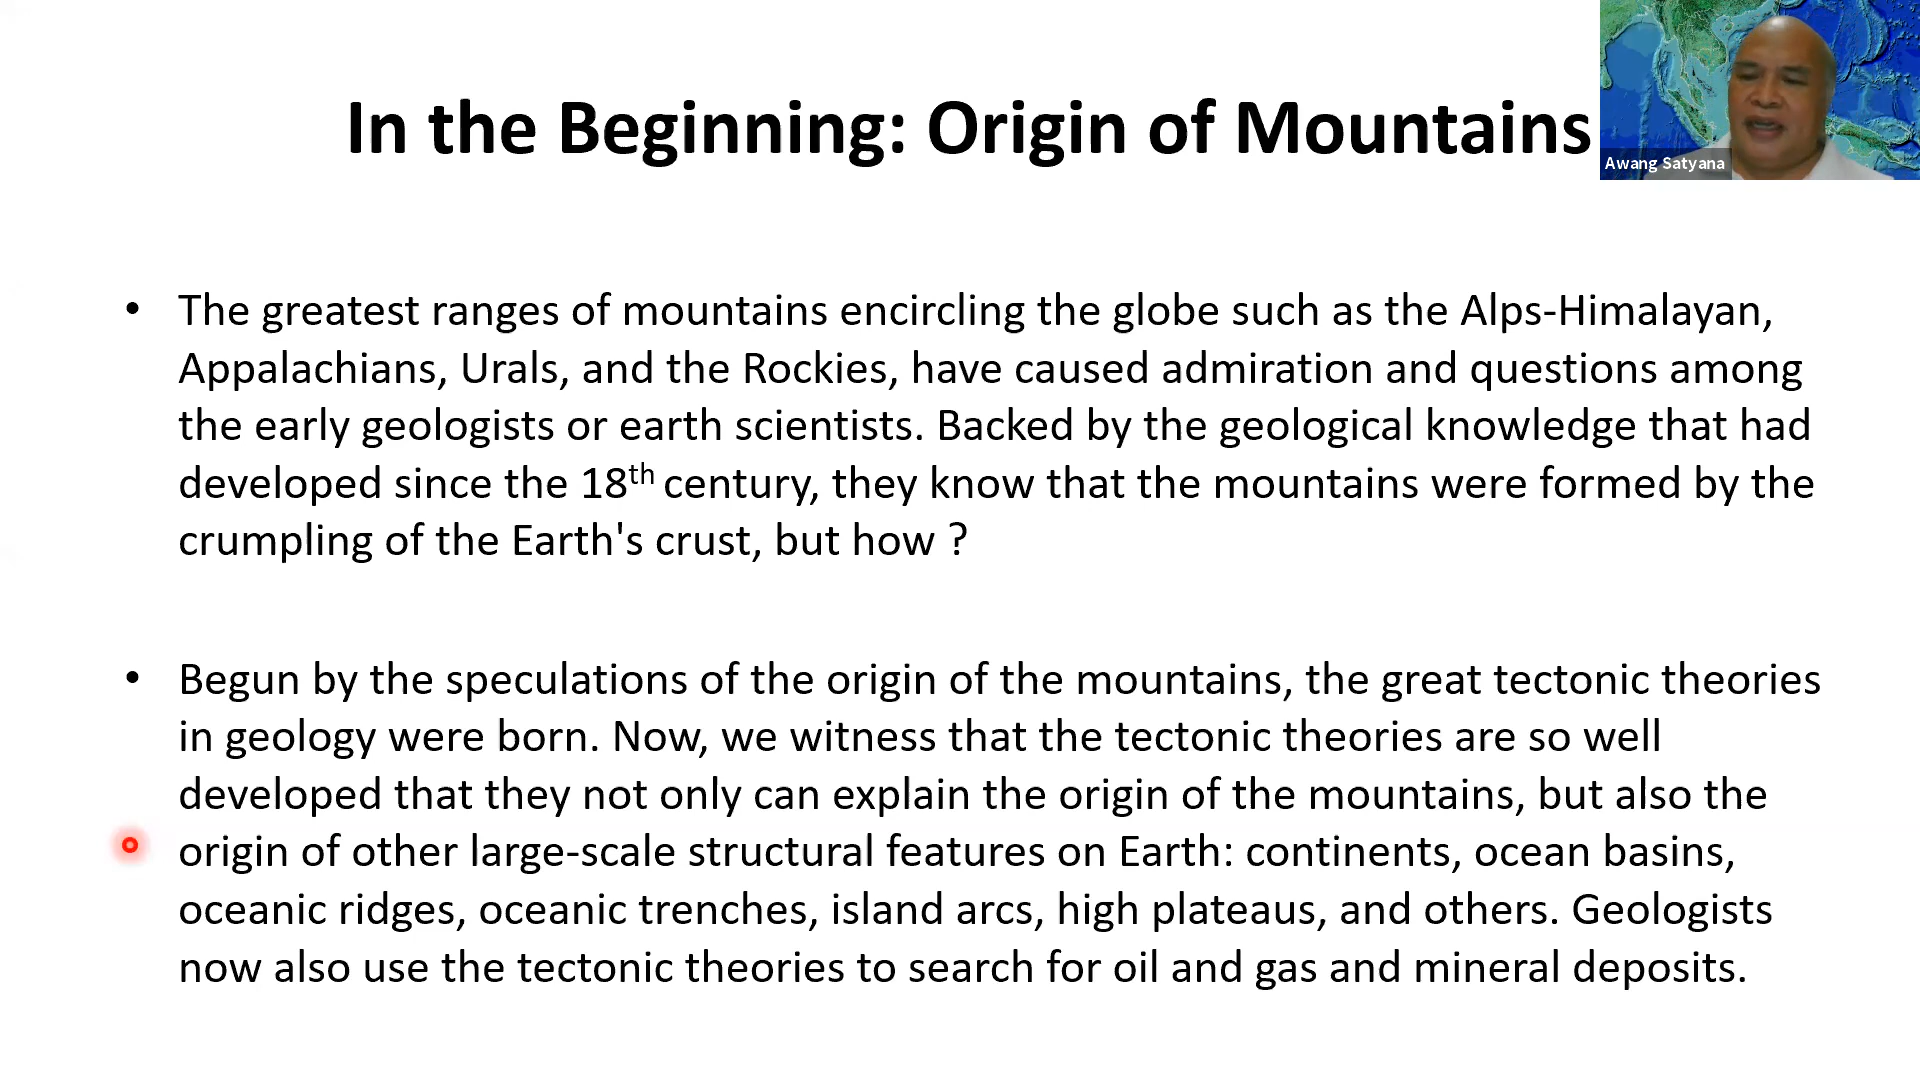 In the Beginning: Origin of Mountains
Awang Satyana
• The greatest ranges of mountains encircling the globe such as the Alps-Himalayan,
Appalachians, Urals, and the Rockies, have caused admiration and questions among
the early geologists or earth scientists. Backed by the geological knowledge that had
developed since the 18th century, they know that the mountains were formed by the
crumpling of the Earth's crust, but how ?
• Begun by the speculations of the origin of the mountains, the great tectonic theories
in geology were born. Now, we witness that the tectonic theories are so well
developed that they not only can explain the origin of the mountains, but also the
origin of other large-scale structural features on Earth: continents, ocean basins,
oceanic ridges, oceanic trenches, island arcs, high plateaus, and others. Geologists
now also use the tectonic theories to search for oil and gas and mineral deposits.